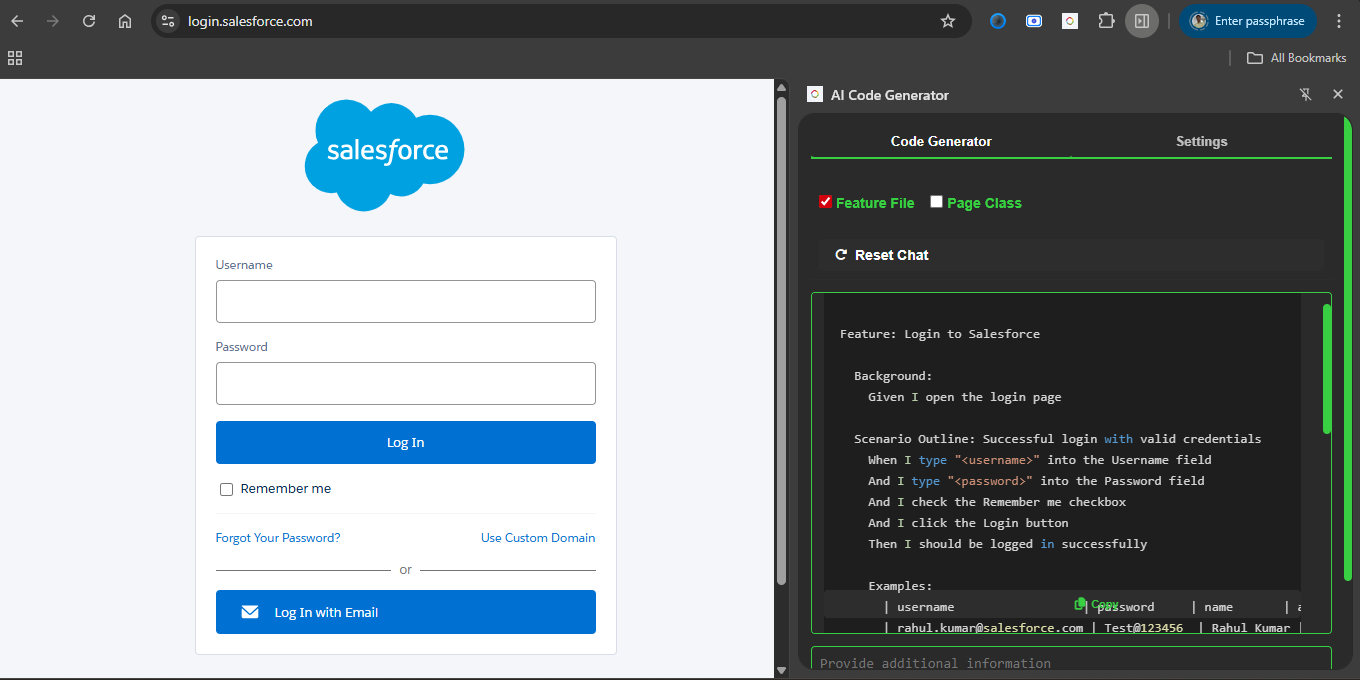 login.salesforce.com
Enter passphrase
All Bookmarks
salesforce
Username
Password
Log In
Remember me
Forgot Your Password?
Use Custom Domain
or
Log In with Email
AI Code Generator
Code Generator
Settings
Feature File
Page Class
Reset Chat
Feature: Login to Salesforce
Background:
Given I open the login page
Scenario Outline: Successful login with valid credentials
When I type "<username>" into the Username field
And I type "<password>" into the Password field
And I check the Remember me checkbox
And I click the Login button
Then I should be logged in successfully
Examples:
Copy
| username | password | name | a
| rahul.kumar@salesforce.com | Test@123456 | Rahul Kumar |
Provide additional information